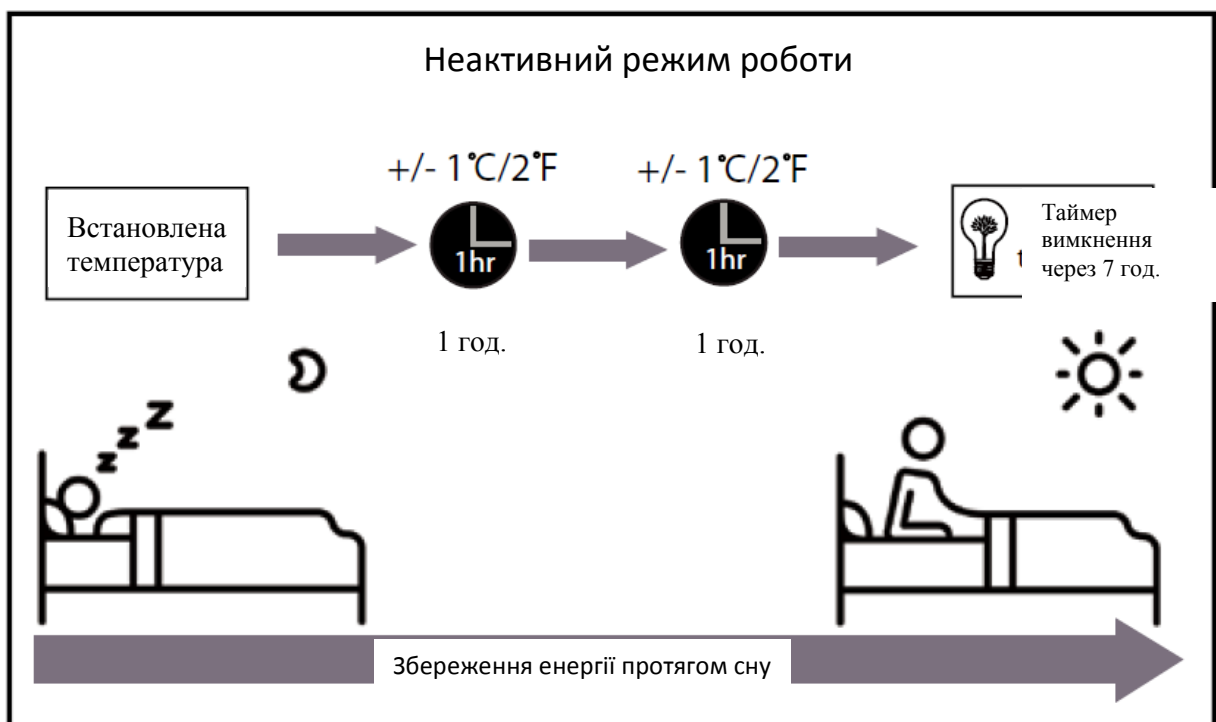 Неактивний режим роботи
+/- 1°C/2°F
+/- 1°C/2°F
Встановлена
температура
1hr
1hr
Таймер
вимкнення
через 7 год.
t
1 год.
1 год.
z z Z
Збереження енергії протягом сну